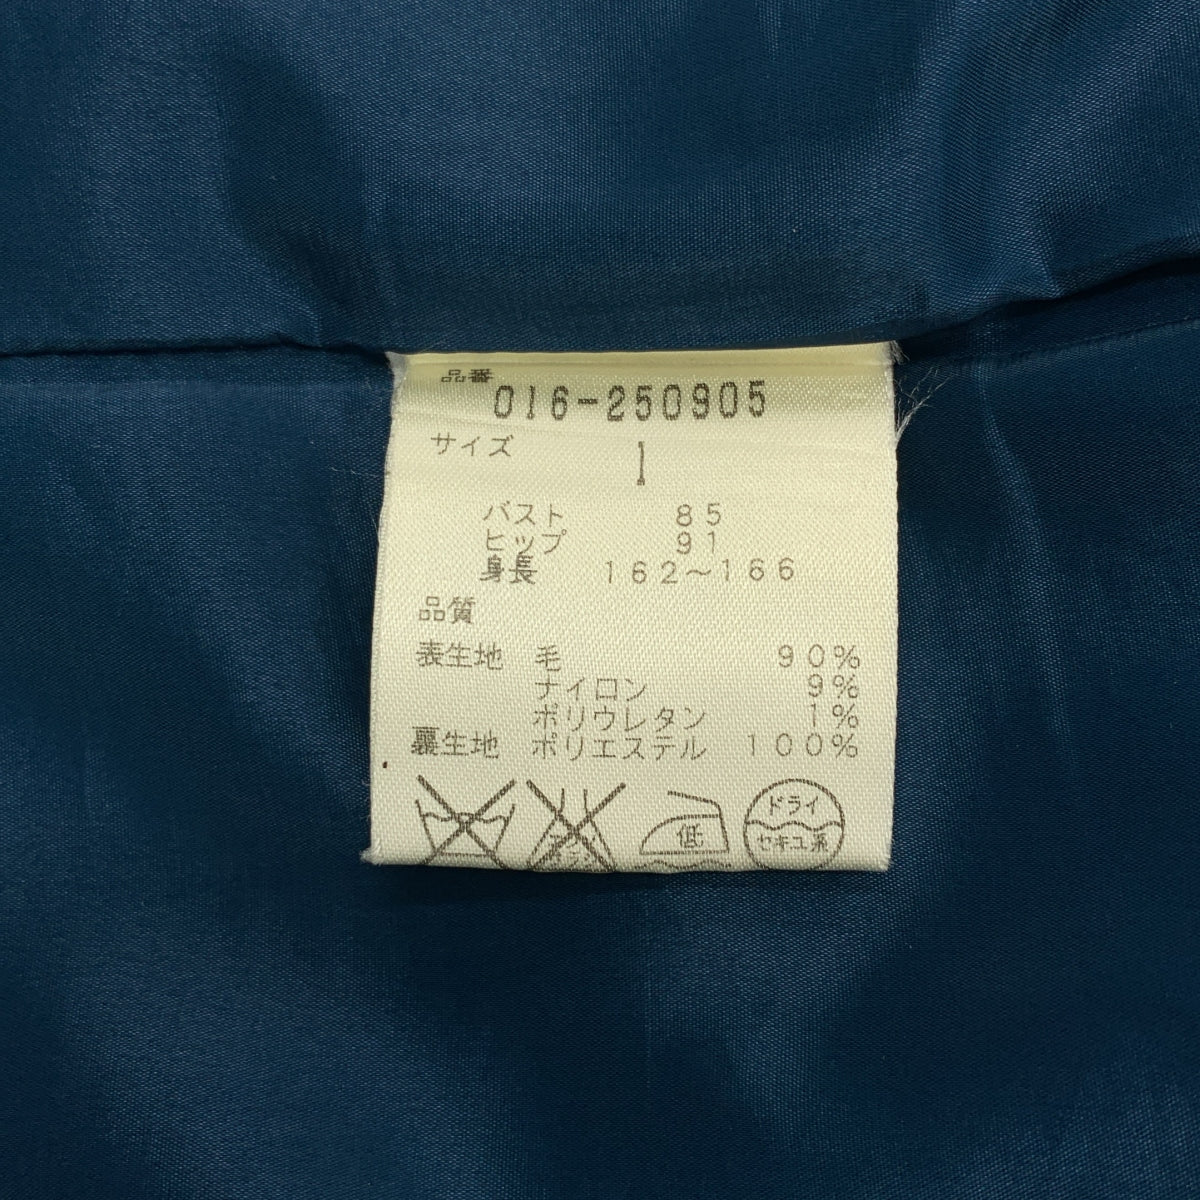 品番
016-250905
サイズ 1
バスト 85
ヒップ 91
身長 162～166
品質
表生地 毛 90%
ナイロン 9%
ポリウレタン 1%
裏生地 ポリエステル 100%
低
ドライ
セキユ系